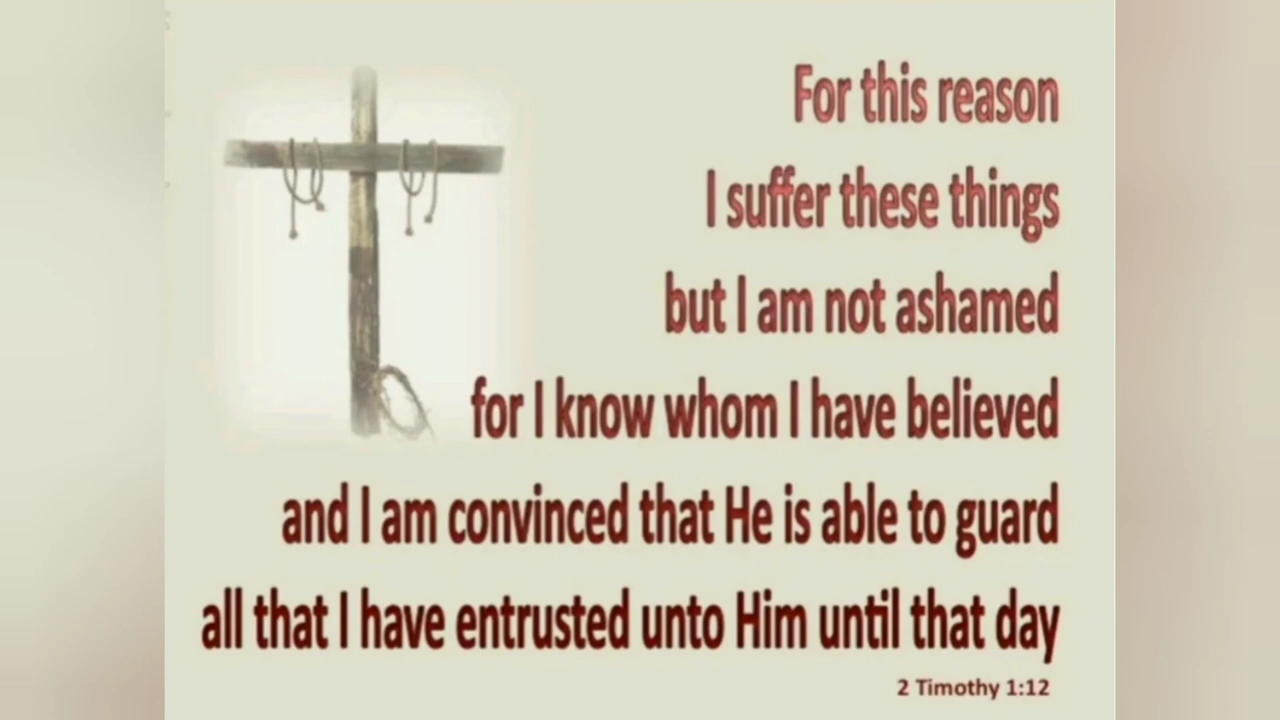 For this reason
I suffer these things
but I am not ashamed
for I know whom I have believed
and I am convinced that He is able to guard
all that I have entrusted unto Him until that day
2 Timothy 1:12